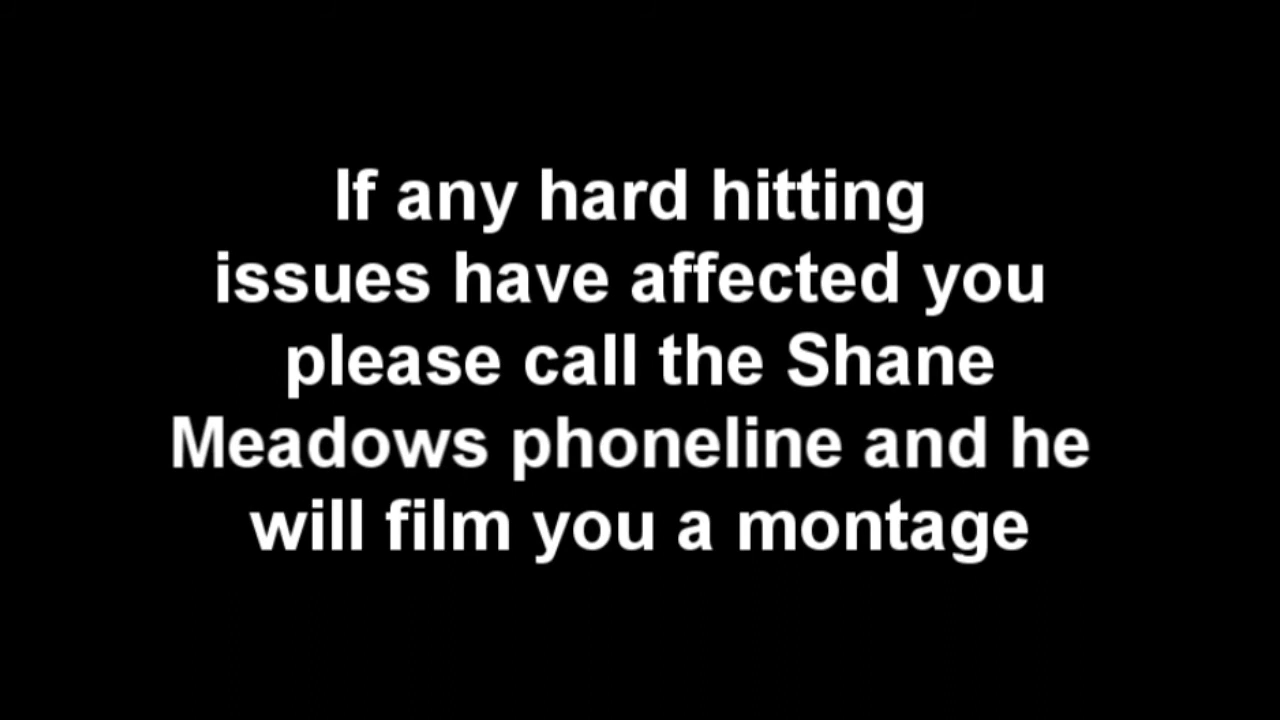 If any hard hitting
issues have affected you
please call the Shane
Meadows phoneline and he
will film you a montage